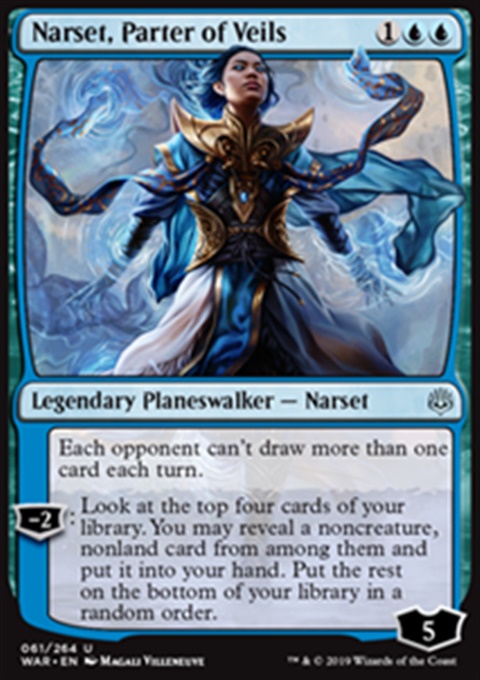 Narset, Parter of Veils 1
Legendary Planeswalker — Narset
Each opponent can't draw more than one
card each turn.
-2: Look at the top four cards of your
library. You may reveal a noncreature,
nonland card from among them and
put it into your hand. Put the rest
on the bottom of your library in a
random order.
5
061/264 U
WAR • EN Magali Villeneuve ™ & © 2019 Wizards of the Coast